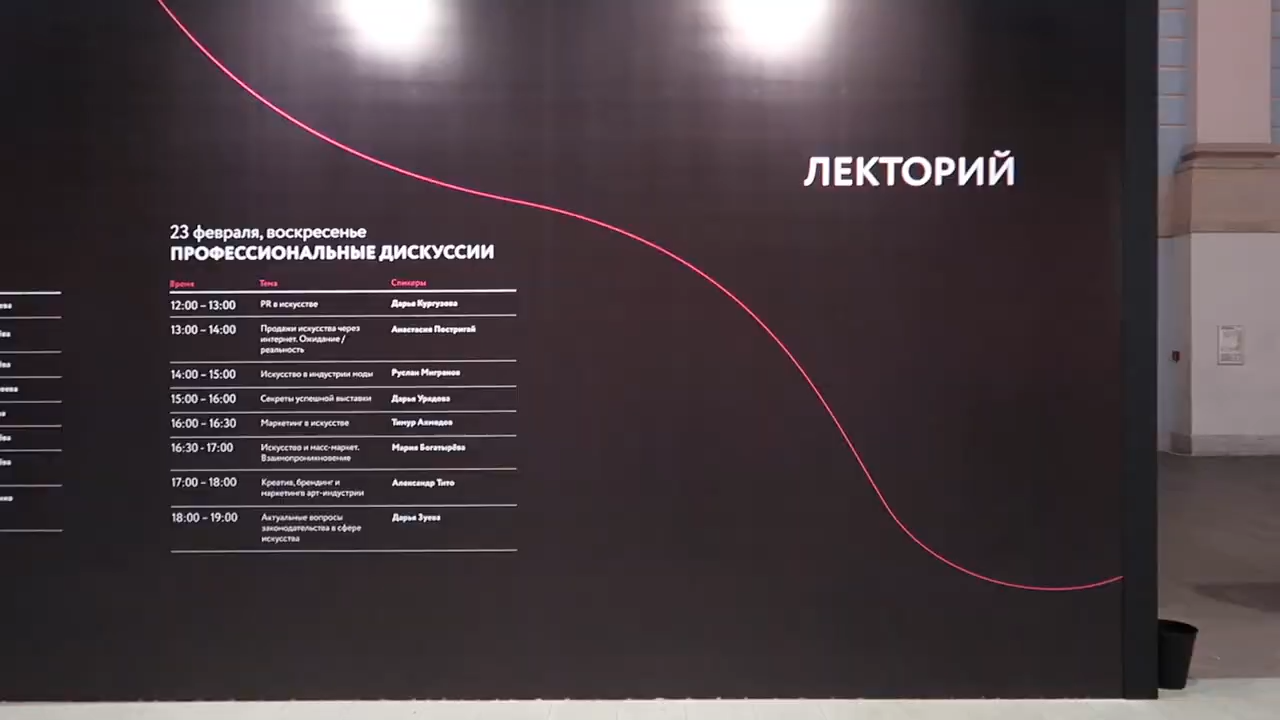 ЛЕКТОРИЙ
23 февраля, воскресенье
ПРОФЕССИОНАЛЬНЫЕ ДИСКУССИИ
Время Тема Спикеры
12:00 – 13:00 PR в искусстве Дарья Кургузова
13:00 – 14:00 Продажи искусства через Анастасия Постригай
интернет. Ожидание /
реальность
14:00 – 15:00 Искусство в индустрии моды Руслан
15:00 – 16:00 Секреты успешной выставки Дарья
16:00 – 16:30 Маркетинг в искусстве Тимур Ахмедов
16:30 - 17:00 Искусство и масс-маркет. Мария Богатырёва
Взаимопроникновение
17:00 – 18:00 Креатив, брендинг и Александр Тито
маркетинг арт-индустрии
18:00 – 19:00 Актуальные вопросы Дарья Зуева
законодательства в сфере
искусства